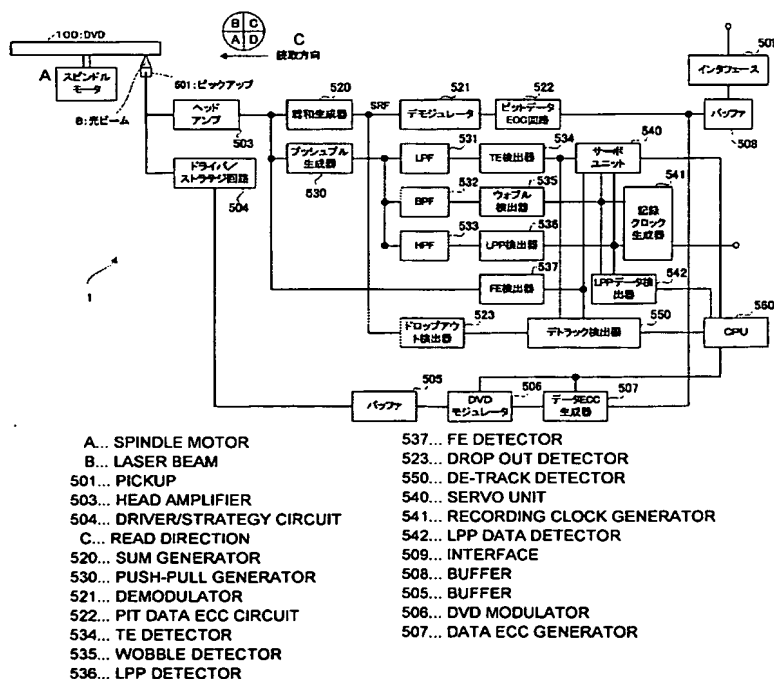 100:DVD
B C
A D
C
読取方向
A
スピンドル
モータ
501:ピックアップ
B:光ビーム
ヘッド
アンプ
503
520
総和生成器
SRF
521
デモジュレータ
522
ピットデータ
ECC回路
501
インタフェース
バッファ
508
ドライバ/
ストラテジ回路
504
プッシュプル
生成器
530
LPF
531
TE検出器
534
サーボ
ユニット
540
BPF
532
ウォブル検出器
535
541
記録
クロック
生成器
HPF
533
LPP検出器
536
537
FE検出器
LPPデータ検
出器
542
1
ドロップアウ
ト検出器
523
デトラック検出器
550
560
CPU
バッファ
505
DVD
モジュレータ
506
データECC
生成器
507
A... SPINDLE MOTOR
B... LASER BEAM
501... PICKUP
503... HEAD AMPLIFIER
504... DRIVER/STRATEGY CIRCUIT
C... READ DIRECTION
520... SUM GENERATOR
530... PUSH-PULL GENERATOR
521... DEMODULATOR
522... PIT DATA ECC CIRCUIT
534... TE DETECTOR
535... WOBBLE DETECTOR
536... LPP DETECTOR
537... FE DETECTOR
523... DROP OUT DETECTOR
550... DE-TRACK DETECTOR
540... SERVO UNIT
541... RECORDING CLOCK GENERATOR
542... LPP DATA DETECTOR
509... INTERFACE
508... BUFFER
505... BUFFER
506... DVD MODULATOR
507... DATA ECC GENERATOR